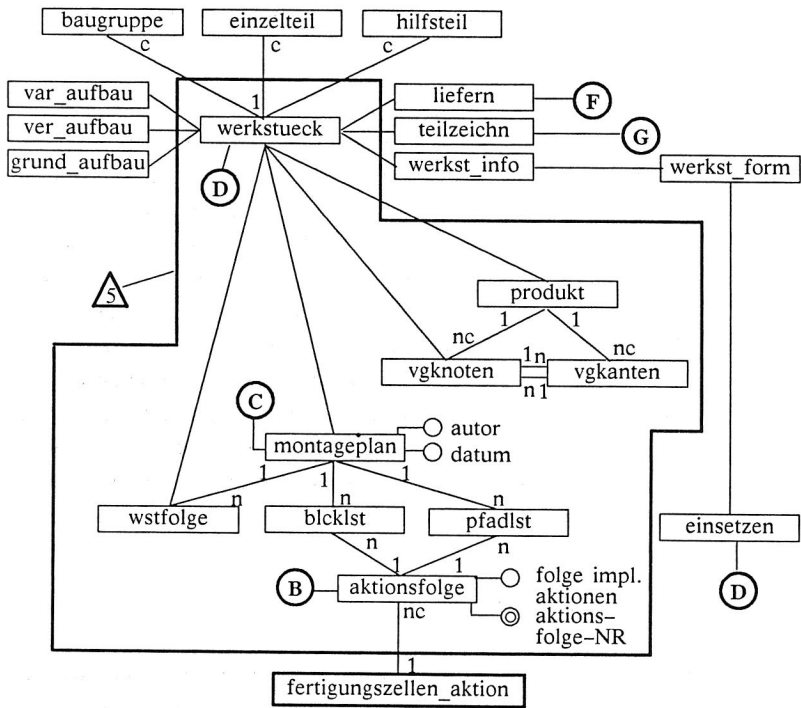 baugruppe
einzelteil
hilfsteil
c
c
c
var_aufbau
liefern
F
1
ver_aufbau
werkstueck
teilzeichn
G
grund_aufbau
werkst_info
werkst_form
D
5
produkt
1
1
nc
nc
vgknoten
1n
n1
vgkanten
C
autor
montageplan
datum
1
1
1
n
n
n
wstfolge
blcklst
pfadlst
einsetzen
n
n
1
1
B
aktionsfolge
folge impl.
aktionen
D
nc
aktions–
folge–NR
1
fertigungszellen_aktion